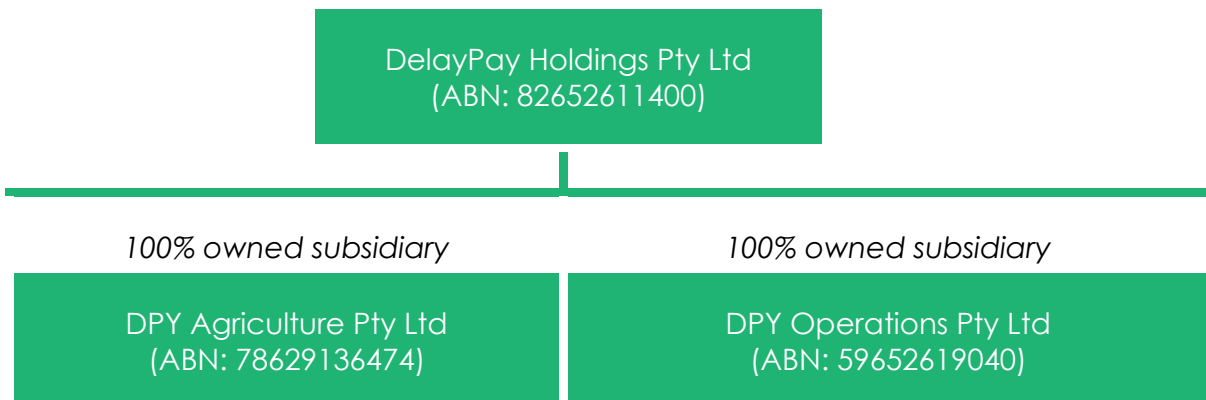 DelayPay Holdings Pty Ltd
(ABN: 82652611400)
100% owned subsidiary
100% owned subsidiary
DPY Agriculture Pty Ltd
(ABN: 78629136474)
DPY Operations Pty Ltd
(ABN: 59652619040)